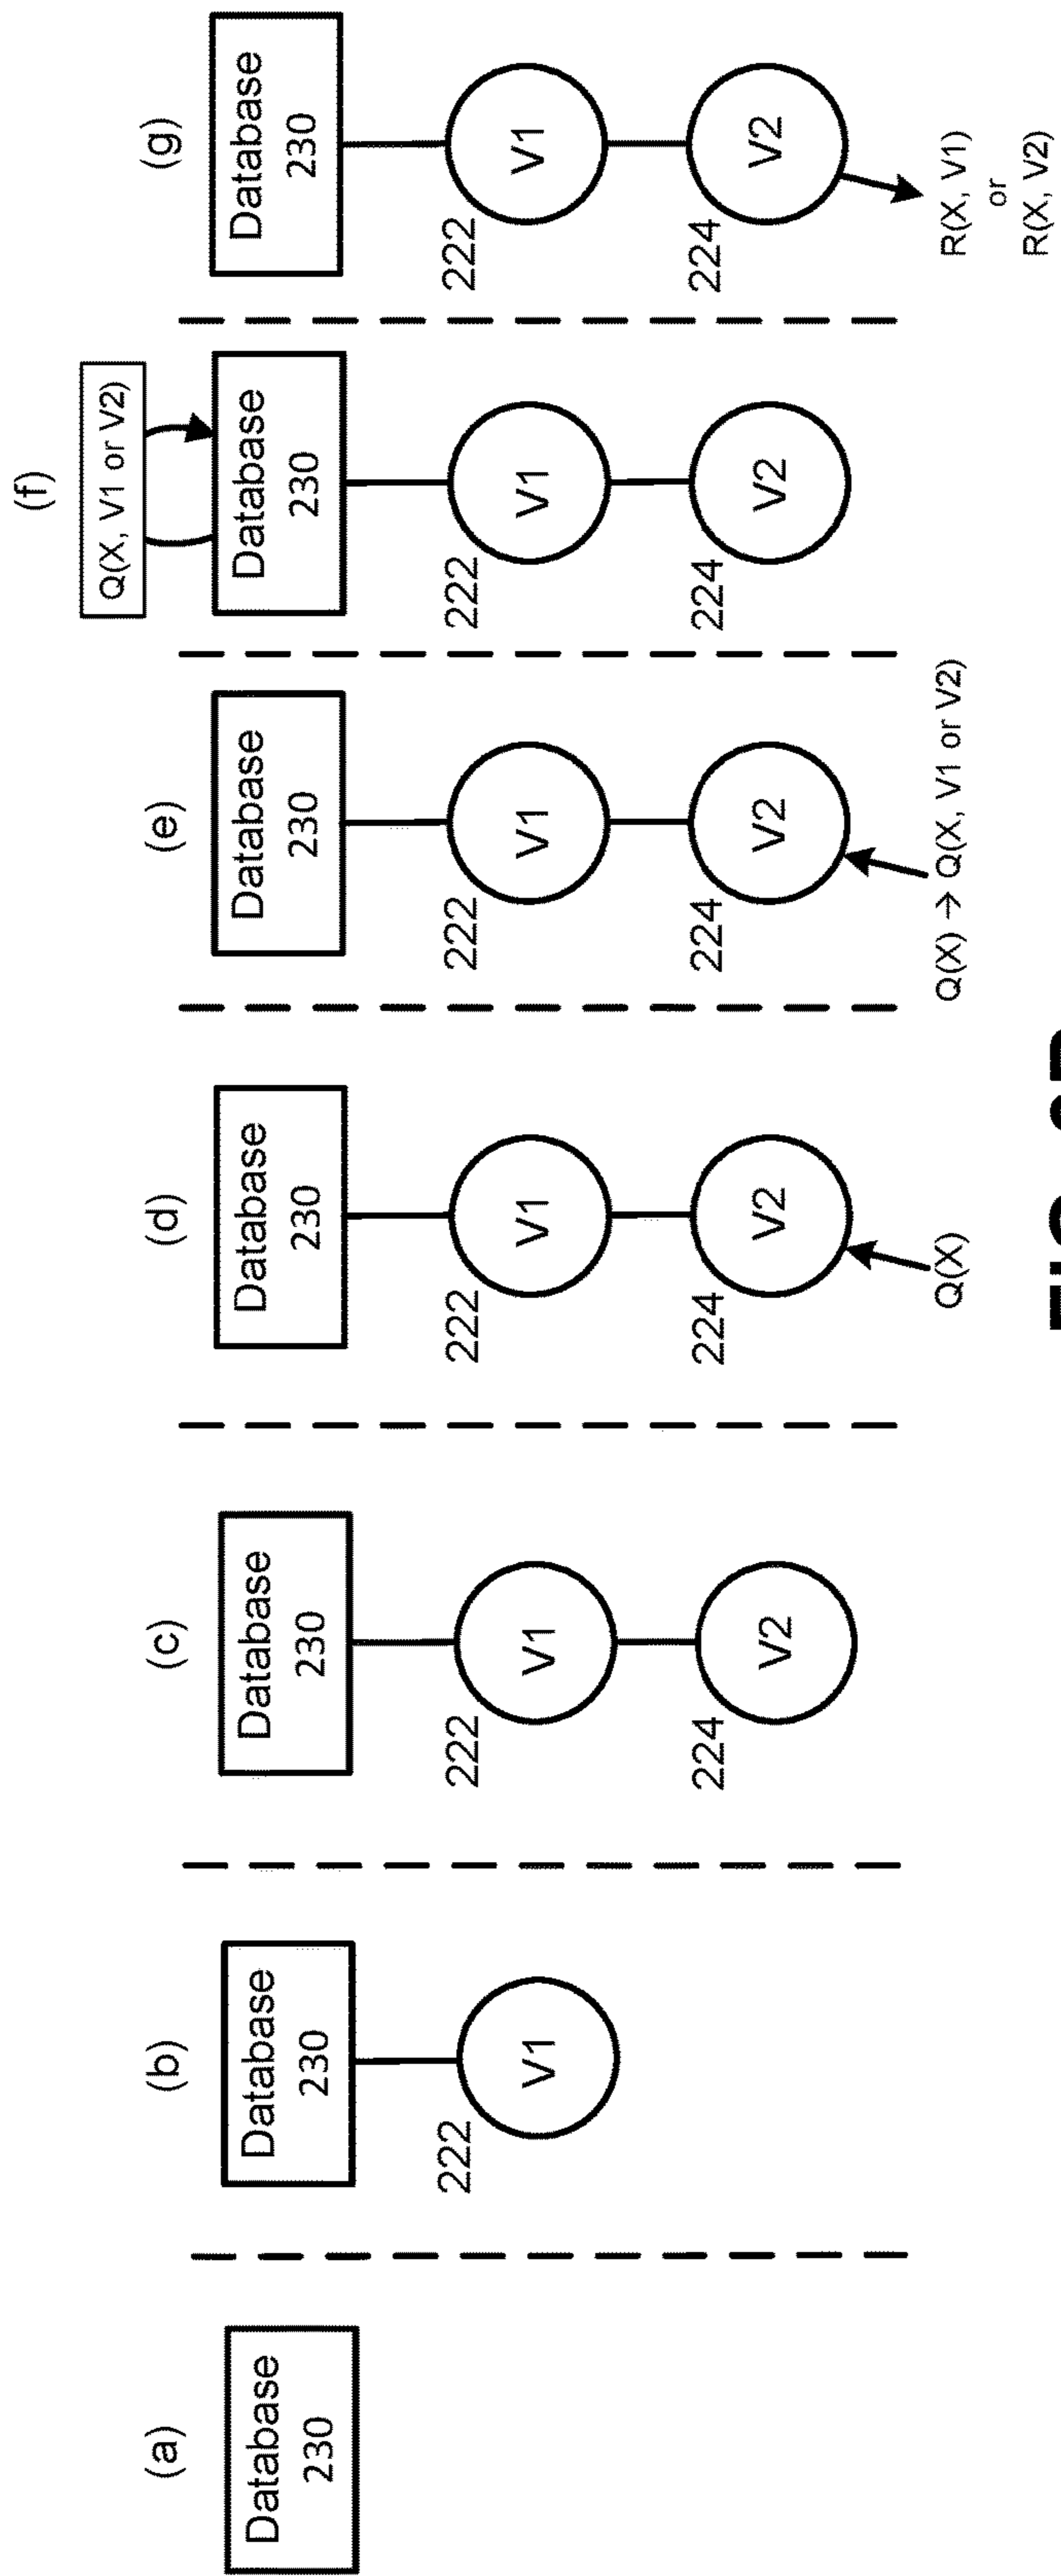 (a)
Database
230
(b)
Database
230
222
V1
(c)
Database
230
222
V1
224
V2
(d)
Database
230
222
V1
224
V2
Q(X)
(e)
Database
230
222
V1
224
V2
Q(X) → Q(X, V1 or V2)
(f)
Q(X, V1 or V2)
Database
230
222
V1
224
V2
(g)
Database
230
222
V1
224
V2
R(X, V1)
or
R(X, V2)